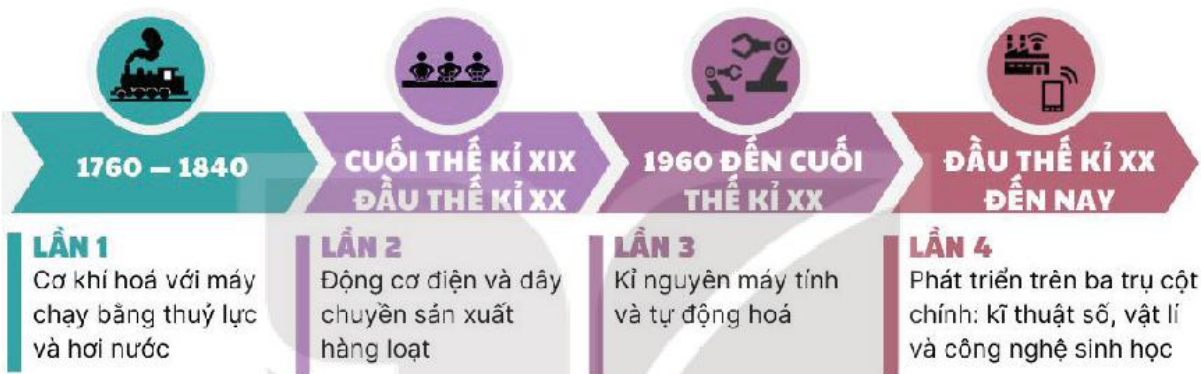 1760 – 1840
CUỐI THẾ KỈ XIX
ĐẦU THẾ KỈ XX
1960 ĐẾN CUỐI
THẾ KỈ XX
ĐẦU THẾ KỈ XX
ĐẾN NAY
LẦN 1
Cơ khí hoá với máy
chạy bằng thuỷ lực
và hơi nước
LẦN 2
Động cơ điện và dây
chuyền sản xuất
hàng loạt
LẦN 3
Kỉ nguyên máy tính
và tự động hoá
LẦN 4
Phát triển trên ba trụ cột
chính: kĩ thuật số, vật lí
và công nghệ sinh học